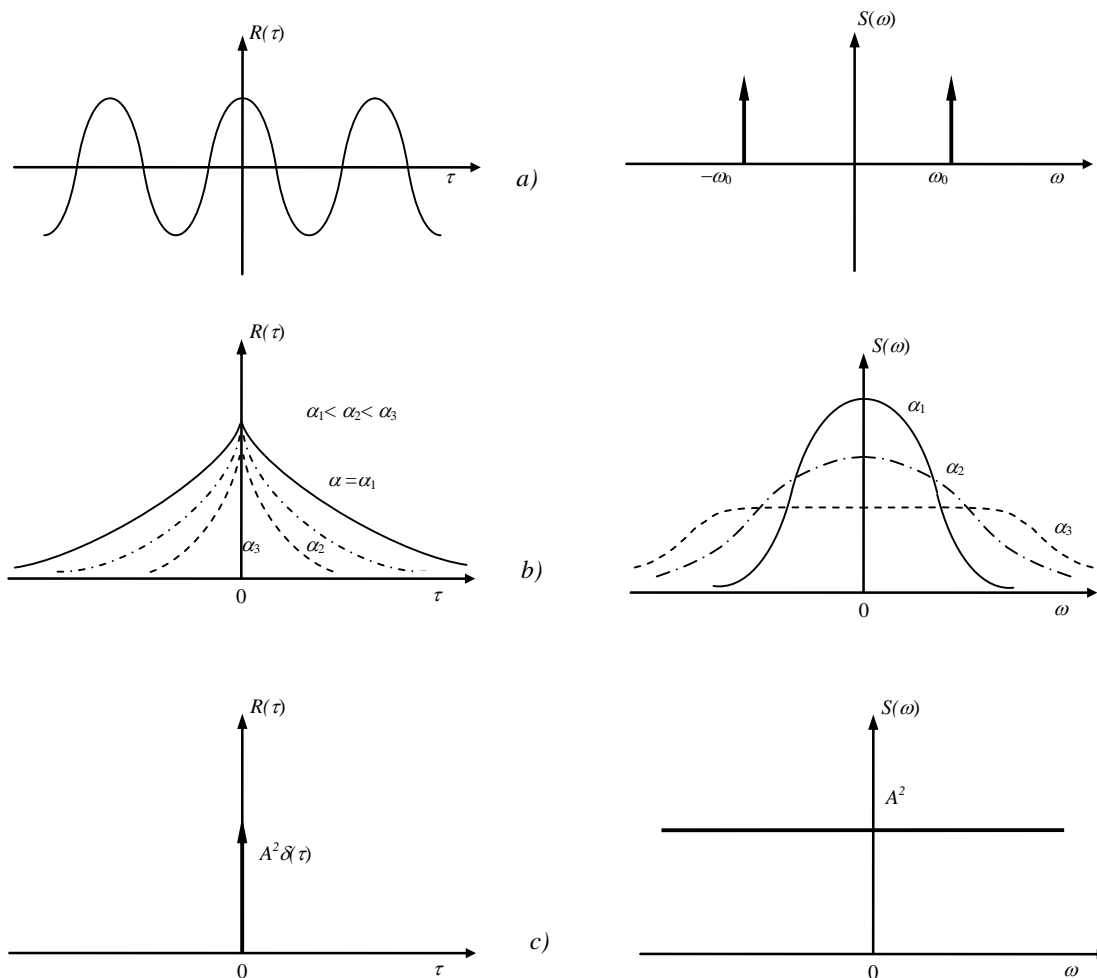 R(τ)
S(ω)
τ
a)
−ω₀
ω₀
ω
R(τ)
S(ω)
α₁< α₂< α₃
α₁
α=α₁
α₂
α₃
α₂
α₃
b)
0
τ
0
ω
R(τ)
S(ω)
A²
A²δ(τ)
c)
0
τ
0
ω